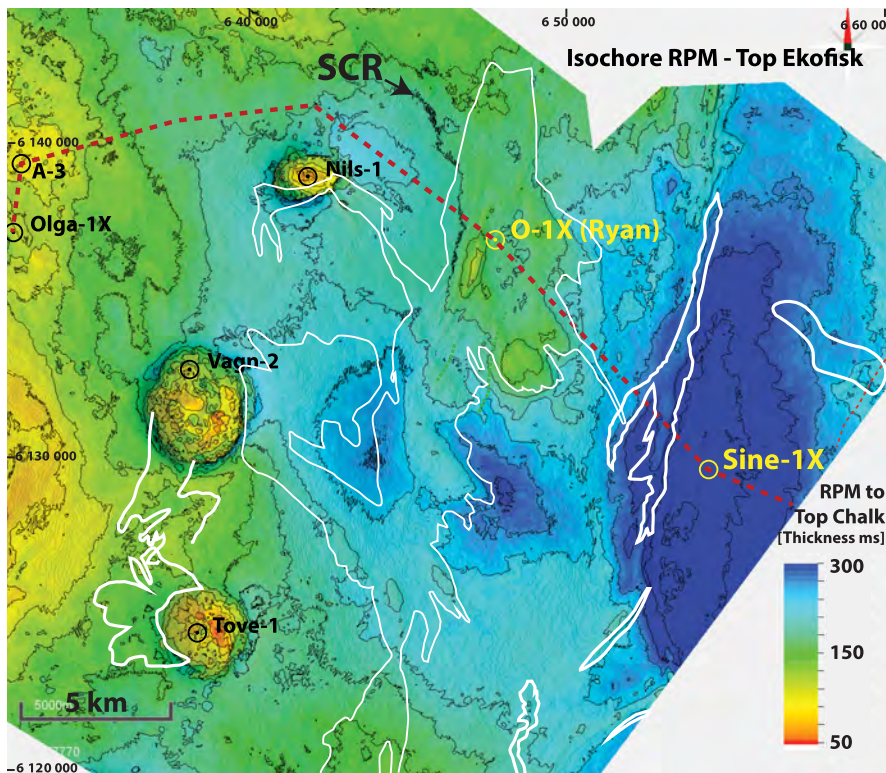 6 40 000
6 50 000
6 60 000
Isochore RPM - Top Ekofisk
SCR
6 140 000
A-3
Nils-1
Olga-1X
O-1X (Ryan)
Vagn-2
6 130 000
Sine-1X
RPM to
Top Chalk
[Thickness ms]
300
Tove-1
150
5 km
50
6 120 000